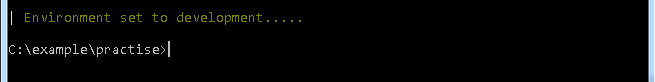 | Environment set to development.....
C:\example\practise>